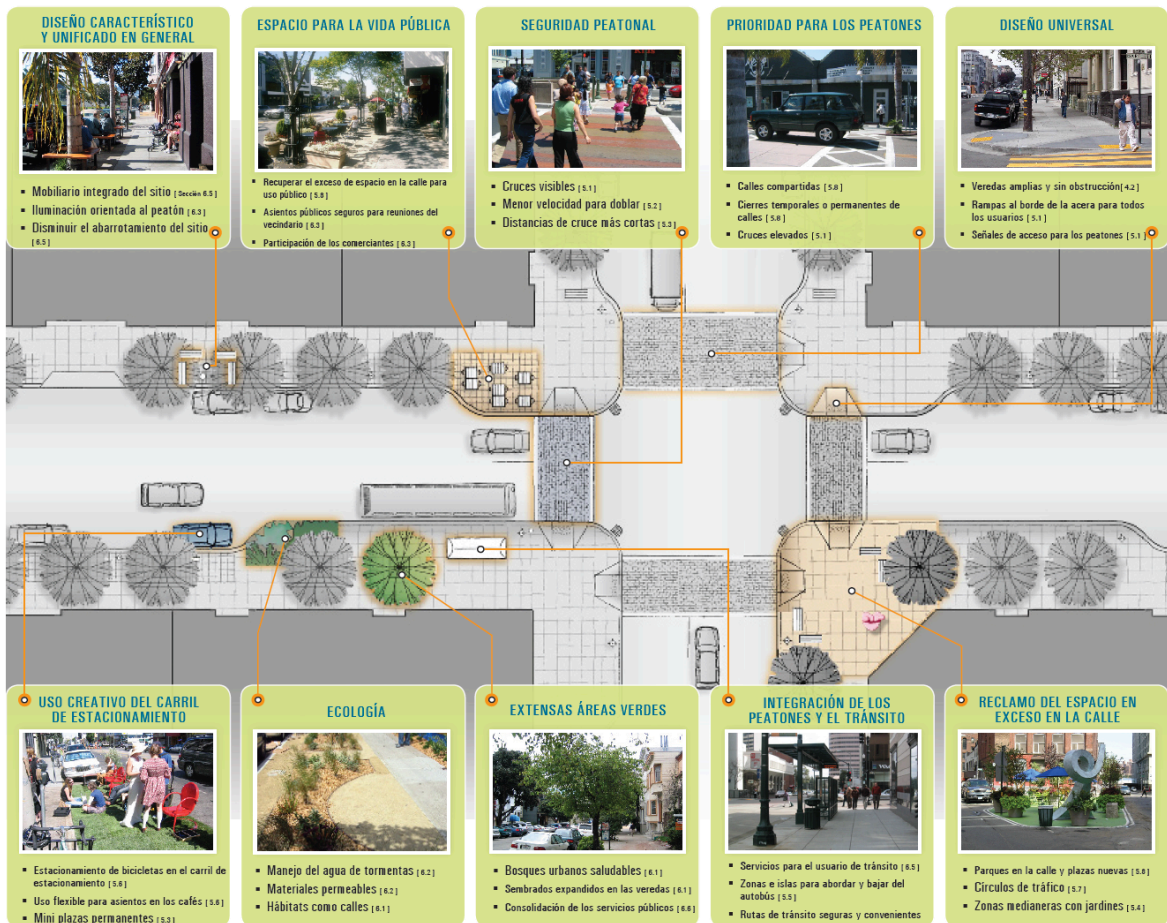 DISEÑO CARACTERÍSTICO
Y UNIFICADO EN GENERAL
▪ Mobiliario integrado del sitio [Sección 6.5]
▪ Iluminación orientada al peatón [6.3]
▪ Disminuir el abarrotamiento del sitio
[6.5]
ESPACIO PARA LA VIDA PÚBLICA
▪ Recuperar el exceso de espacio en la calle para
uso público [5.8]
▪ Asientos públicos seguros para reuniones del
vecindario [6.3]
▪ Participación de los comerciantes [6.3]
SEGURIDAD PEATONAL
▪ Cruces visibles [5.1]
▪ Menor velocidad para doblar [5.2]
▪ Distancias de cruce más cortas [5.3]
PRIORIDAD PARA LOS PEATONES
▪ Calles compartidas [5.8]
▪ Cierres temporales o permanentes de
calles [5.8]
▪ Cruces elevados [5.1]
DISEÑO UNIVERSAL
▪ Veredas amplias y sin obstrucción[4.2]
▪ Rampas al borde de la acera para todos
los usuarios [5.1]
▪ Señales de acceso para los peatones [5.1]
USO CREATIVO DEL CARRIL
DE ESTACIONAMIENTO
▪ Estacionamiento de bicicletas en el carril de
estacionamiento [5.6]
▪ Uso flexible para asientos en los cafés [5.6]
▪ Mini plazas permanentes [5.3]
ECOLOGÍA
▪ Manejo del agua de tormentas [6.2]
▪ Materiales permeables [6.2]
▪ Hábitats como calles [6.1]
EXTENSAS ÁREAS VERDES
▪ Bosques urbanos saludables [6.1]
▪ Sembrados expandidos en las veredas [6.1]
▪ Consolidación de los servicios públicos [6.6]
INTEGRACIÓN DE LOS
PEATONES Y EL TRÁNSITO
▪ Servicios para el usuario de tránsito [6.5]
▪ Zonas e islas para abordar y bajar del
autobús [5.5]
▪ Rutas de tránsito seguras y convenientes
RECLAMO DEL ESPACIO EN
EXCESO EN LA CALLE
▪ Parques en la calle y plazas nuevas [5.8]
▪ Círculos de tráfico [5.7]
▪ Zonas medianeras con jardines [5.4]